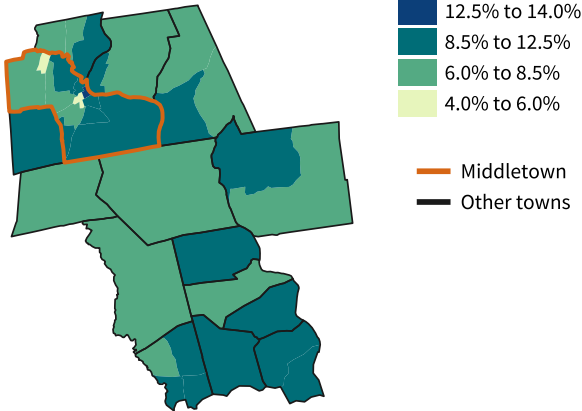 12.5% to 14.0%
8.5% to 12.5%
6.0% to 8.5%
4.0% to 6.0%
Middletown
Other towns